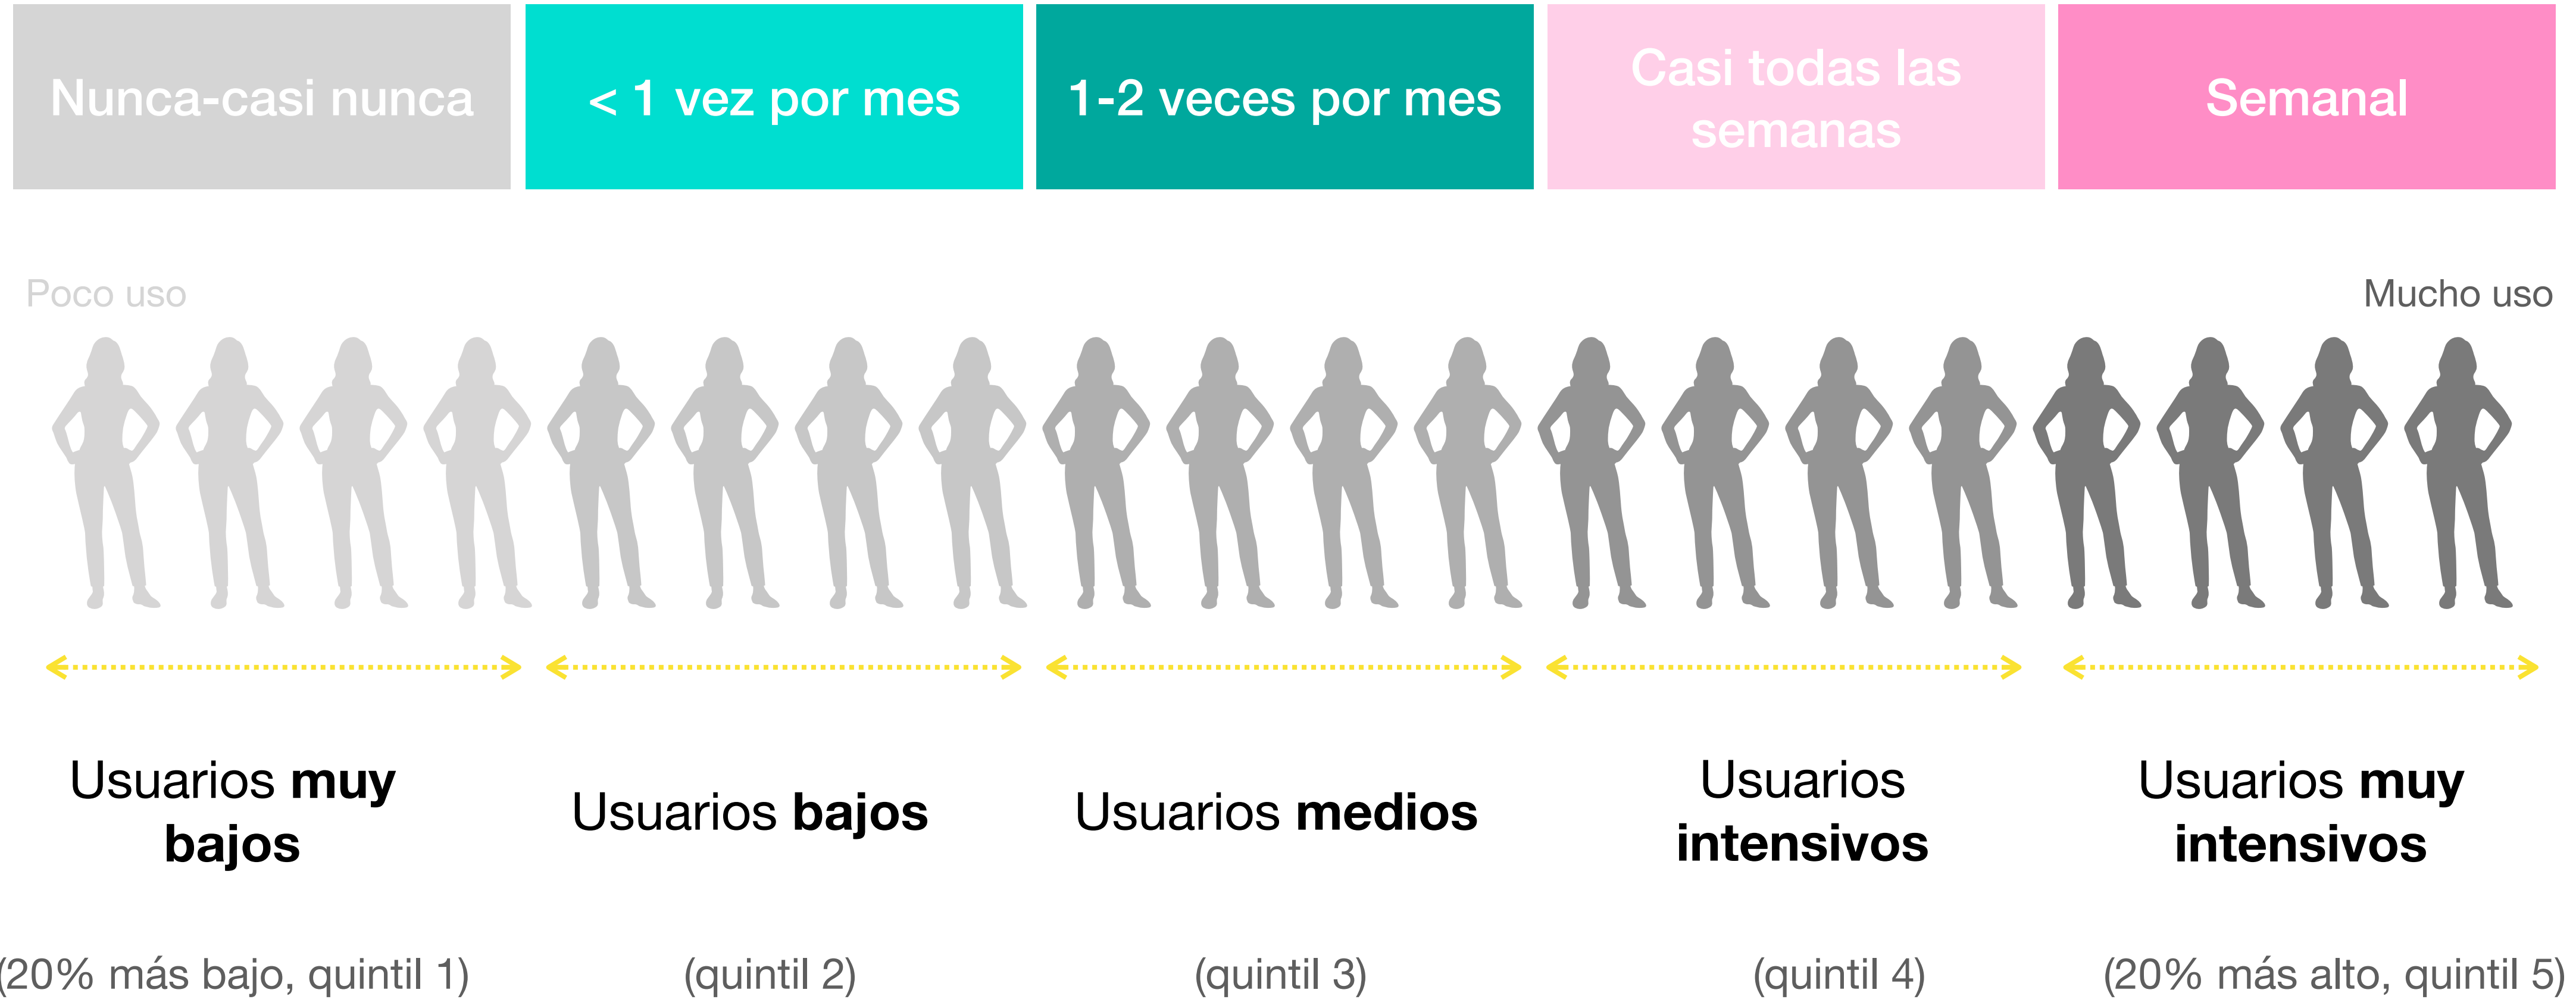 Nunca-casi nunca
< 1 vez por mes
1-2 veces por mes
Casi todas las
semanas
Semanal
Poco uso
Mucho uso
Usuarios muy
bajos
Usuarios bajos
Usuarios medios
Usuarios
intensivos
Usuarios muy
intensivos
(20% más bajo, quintil 1)
(quintil 2)
(quintil 3)
(quintil 4)
(20% más alto, quintil 5)